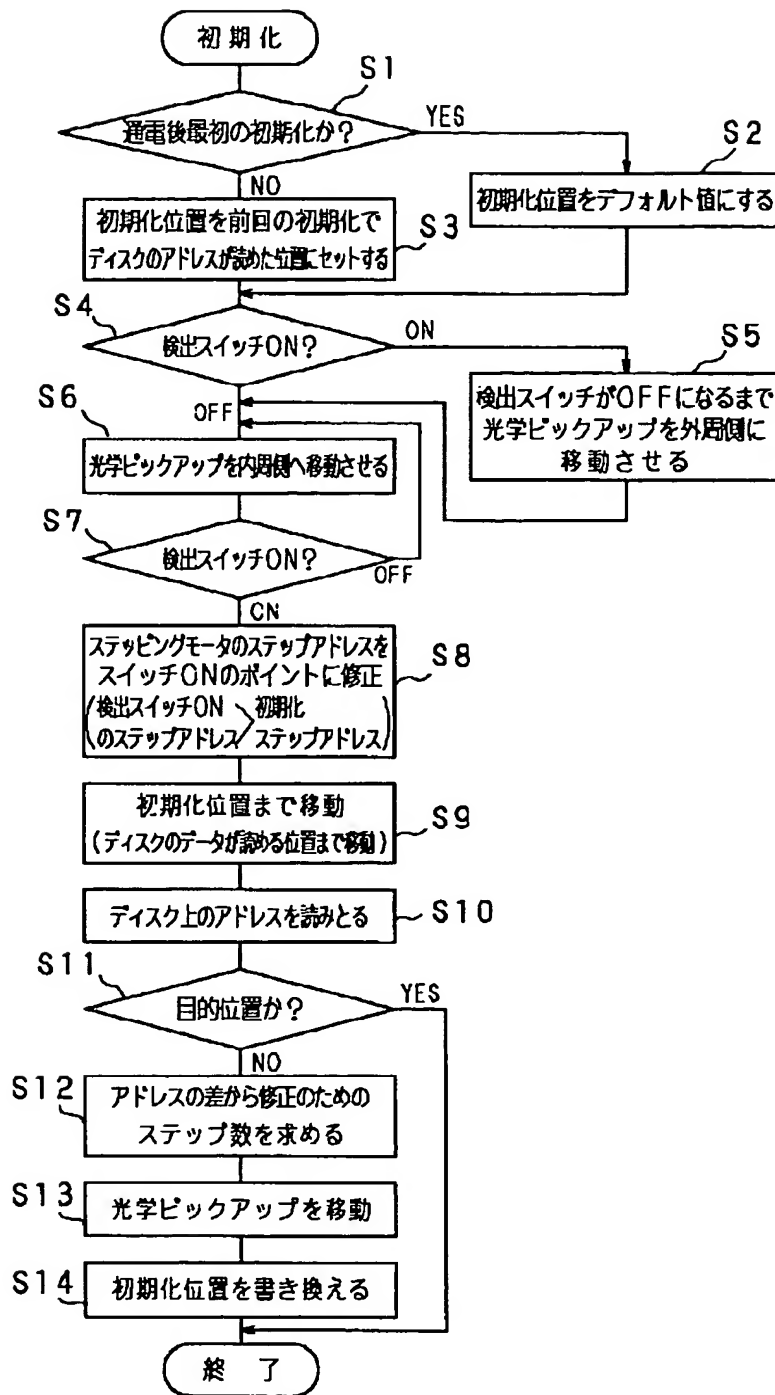 初期化
S1
通電後最初の初期化か?
YES
S2
初期化位置をデフォルト値にする
NO
初期化位置を前回の初期化で
ディスクのアドレスが読めた位置にセットする
S3
S4
検出スイッチON?
ON
S5
検出スイッチがOFFになるまで
光学ピックアップを外周側に
移動させる
OFF
S6
光学ピックアップを内周側へ移動させる
S7
検出スイッチON?
OFF
ON
ステッピングモータのステップアドレスを
スイッチONのポイントに修正
(検出スイッチON 〉初期化
のステップアドレス ステップアドレス)
S8
初期化位置まで移動
(ディスクのデータが読める位置まで移動)
S9
ディスク上のアドレスを読みとる
S10
S11
目的位置か?
YES
NO
S12
アドレスの差から修正のための
ステップ数を求める
S13
光学ピックアップを移動
S14
初期化位置を書き換える
終了